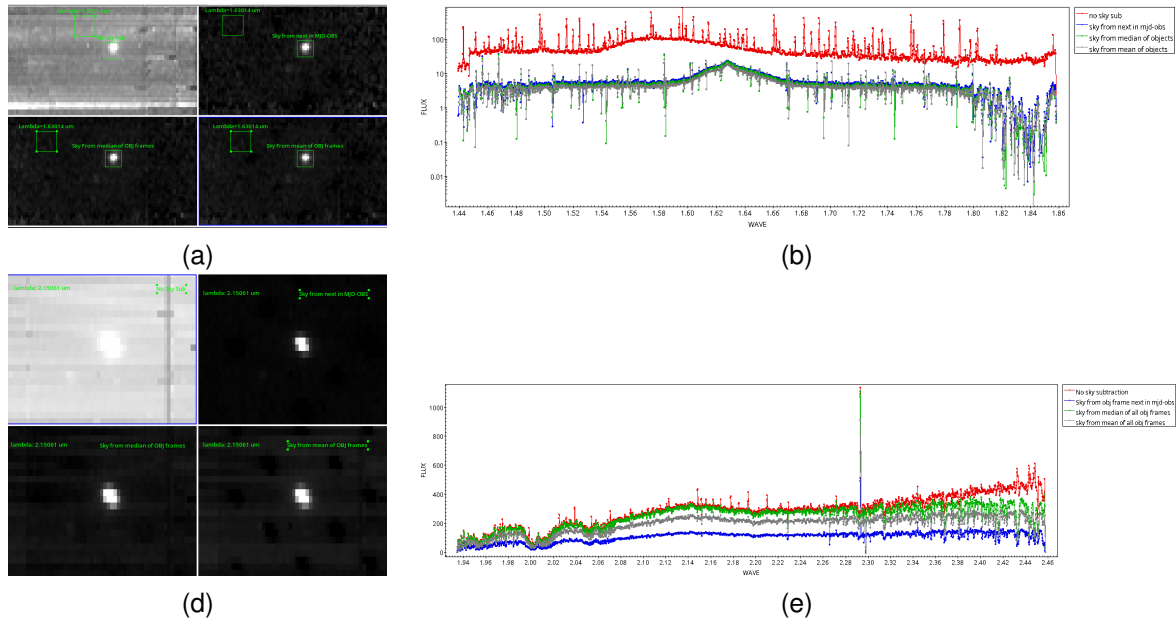 Lambda=1.63014 um
Sky from next in MJD-OBS
Lambda=1.63014 um
Sky From median of OBJ frames
Lambda=1.63014 um
Sky From mean of OBJ frames
FLUX
100
10
1
0.1
0.01
1.44 1.46 1.48 1.50 1.52 1.54 1.56 1.58 1.60 1.62 1.64 1.66 1.68 1.70 1.72 1.74 1.76 1.78 1.80 1.82 1.84 1.86
WAVE
no sky sub
sky from next in mjd-obs
sky from median of objects
sky from mean of objects
(a)
(b)
lambda: 2.15061 um
No Sky Sub
lambda: 2.15061 um
Sky from next in MJD-OBS
lambda: 2.15061 um
Sky from median of OBJ frames
lambda: 2.15061 um
Sky from mean of OBJ frames
FLUX
1000
800
600
400
200
0
1.94 1.96 1.98 2.00 2.02 2.04 2.06 2.08 2.10 2.12 2.14 2.16 2.18 2.20 2.22 2.24 2.26 2.28 2.30 2.32 2.34 2.36 2.38 2.40 2.42 2.44 2.46
WAVE
No sky subtraction
Sky from obj frame next in mjd-obs
sky from median of all obj frames
sky from mean of all obj frames
(d)
(e)